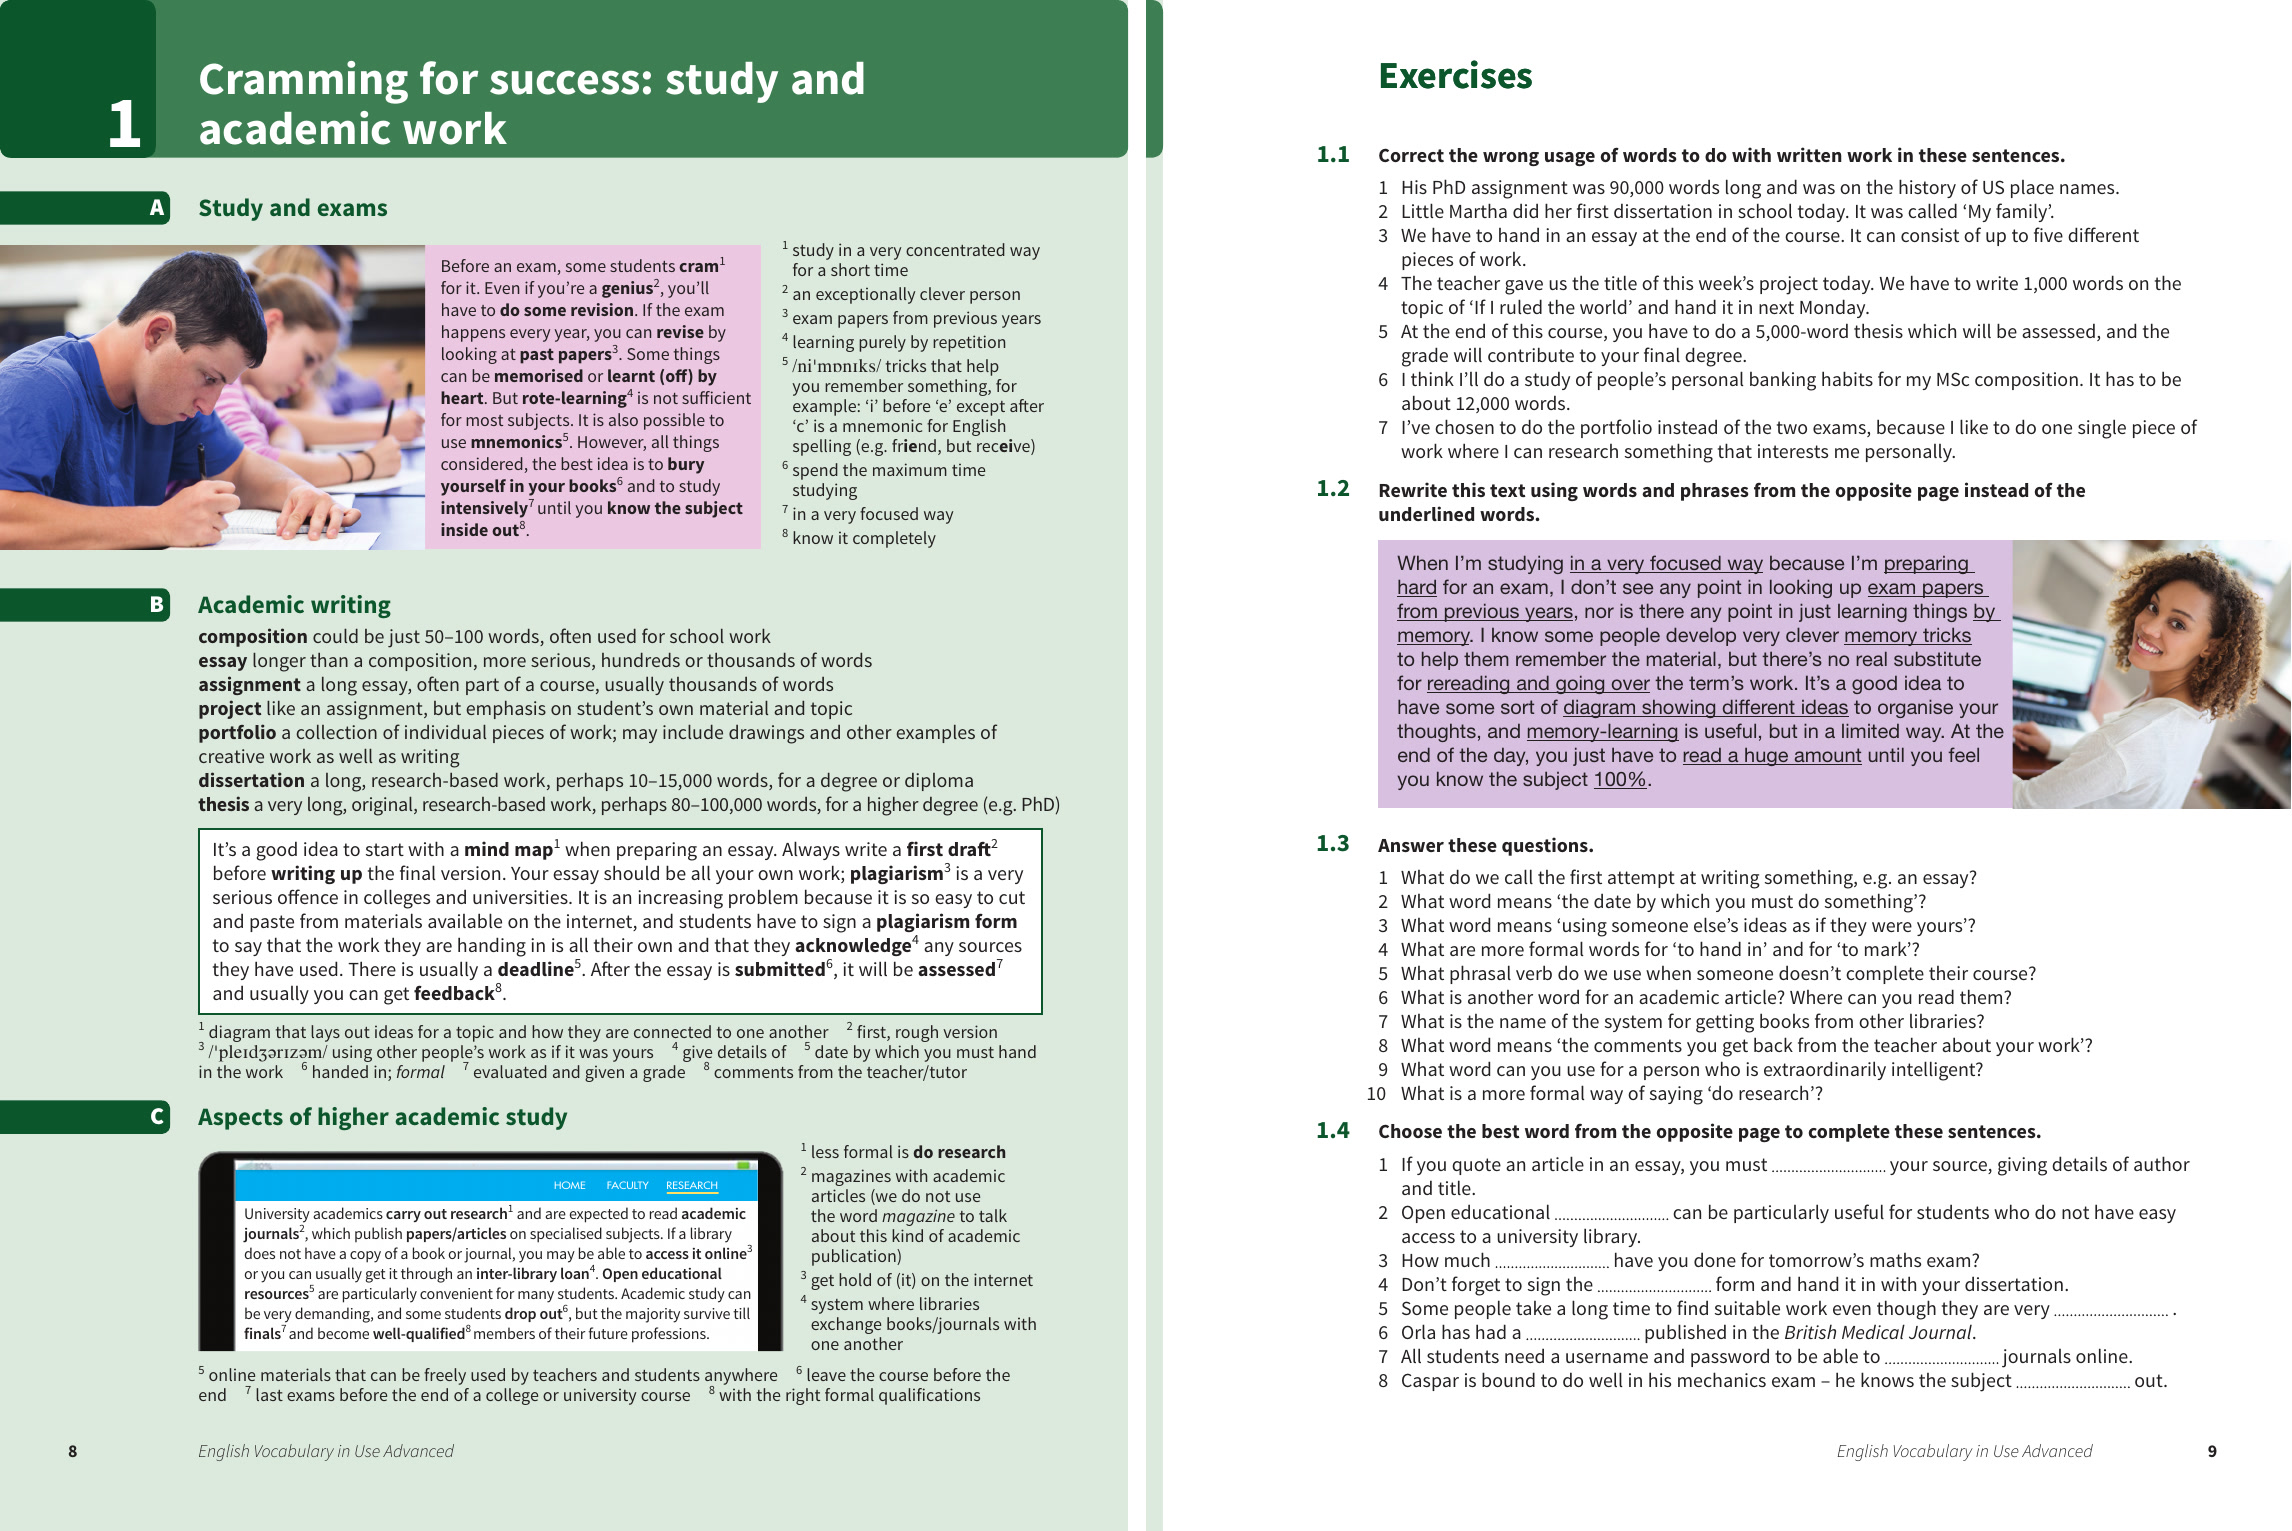 1
Cramming for success: study and
academic work
A
Study and exams
Before an exam, some students cram1
for it. Even if you're a genius2, you'll
have to do some revision. If the exam
happens every year, you can revise by
looking at past papers3. Some things
can be memorised or learnt (off) by
heart. But rote-learning4 is not sufficient
for most subjects. It is also possible to
use mnemonics5. However, all things
considered, the best idea is to bury
yourself in your books6 and to study
intensively7 until you know the subject
inside out8.
1 study in a very concentrated way
for a short time
2 an exceptionally clever person
3 exam papers from previous years
4 learning purely by repetition
5 /niˈmɒnɪks/ tricks that help
you remember something, for
example: 'i' before 'e' except after
'c' is a mnemonic for English
spelling (e.g. friend, but receive)
6 spend the maximum time
studying
7 in a very focused way
8 know it completely
B
Academic writing
composition could be just 50–100 words, often used for school work
essay longer than a composition, more serious, hundreds or thousands of words
assignment a long essay, often part of a course, usually thousands of words
project like an assignment, but emphasis on student's own material and topic
portfolio a collection of individual pieces of work; may include drawings and other examples of
creative work as well as writing
dissertation a long, research-based work, perhaps 10–15,000 words, for a degree or diploma
thesis a very long, original, research-based work, perhaps 80–100,000 words, for a higher degree (e.g. PhD)
It's a good idea to start with a mind map1 when preparing an essay. Always write a first draft2
before writing up the final version. Your essay should be all your own work; plagiarism3 is a very
serious offence in colleges and universities. It is an increasing problem because it is so easy to cut
and paste from materials available on the internet, and students have to sign a plagiarism form
to say that the work they are handing in is all their own and that they acknowledge4 any sources
they have used. There is usually a deadline5. After the essay is submitted6, it will be assessed7
and usually you can get feedback8.
1 diagram that lays out ideas for a topic and how they are connected to one another 2 first, rough version
3 /ˈpleɪdʒərɪzəm/ using other people's work as if it was yours 4 give details of 5 date by which you must hand
in the work 6 handed in; formal 7 evaluated and given a grade 8 comments from the teacher/tutor
C
Aspects of higher academic study
HOME FACULTY RESEARCH
University academics carry out research1 and are expected to read academic
journals2, which publish papers/articles on specialised subjects. If a library
does not have a copy of a book or journal, you may be able to access it online3
or you can usually get it through an inter-library loan4. Open educational
resources5 are particularly convenient for many students. Academic study can
be very demanding, and some students drop out6, but the majority survive till
finals7 and become well-qualified8 members of their future professions.
1 less formal is do research
2 magazines with academic
articles (we do not use
the word magazine to talk
about this kind of academic
publication)
3 get hold of (it) on the internet
4 system where libraries
exchange books/journals with
one another
5 online materials that can be freely used by teachers and students anywhere 6 leave the course before the
end 7 last exams before the end of a college or university course 8 with the right formal qualifications
8 English Vocabulary in Use Advanced
Exercises
1.1 Correct the wrong usage of words to do with written work in these sentences.
1 His PhD assignment was 90,000 words long and was on the history of US place names.
2 Little Martha did her first dissertation in school today. It was called 'My family'.
3 We have to hand in an essay at the end of the course. It can consist of up to five different
pieces of work.
4 The teacher gave us the title of this week's project today. We have to write 1,000 words on the
topic of 'If I ruled the world' and hand it in next Monday.
5 At the end of this course, you have to do a 5,000-word thesis which will be assessed, and the
grade will contribute to your final degree.
6 I think I'll do a study of people's personal banking habits for my MSc composition. It has to be
about 12,000 words.
7 I've chosen to do the portfolio instead of the two exams, because I like to do one single piece of
work where I can research something that interests me personally.
1.2 Rewrite this text using words and phrases from the opposite page instead of the
underlined words.
When I'm studying in a very focused way because I'm preparing
hard for an exam, I don't see any point in looking up exam papers
from previous years, nor is there any point in just learning things by
memory. I know some people develop very clever memory tricks
to help them remember the material, but there's no real substitute
for rereading and going over the term's work. It's a good idea to
have some sort of diagram showing different ideas to organise your
thoughts, and memory-learning is useful, but in a limited way. At the
end of the day, you just have to read a huge amount until you feel
you know the subject 100%.
1.3 Answer these questions.
1 What do we call the first attempt at writing something, e.g. an essay?
2 What word means 'the date by which you must do something'?
3 What word means 'using someone else's ideas as if they were yours'?
4 What are more formal words for 'to hand in' and for 'to mark'?
5 What phrasal verb do we use when someone doesn't complete their course?
6 What is another word for an academic article? Where can you read them?
7 What is the name of the system for getting books from other libraries?
8 What word means 'the comments you get back from the teacher about your work'?
9 What word can you use for a person who is extraordinarily intelligent?
10 What is a more formal way of saying 'do research'?
1.4 Choose the best word from the opposite page to complete these sentences.
1 If you quote an article in an essay, you must ............................. your source, giving details of author
and title.
2 Open educational ............................. can be particularly useful for students who do not have easy
access to a university library.
3 How much ............................. have you done for tomorrow's maths exam?
4 Don't forget to sign the ............................. form and hand it in with your dissertation.
5 Some people take a long time to find suitable work even though they are very ............................. .
6 Orla has had a ............................. published in the British Medical Journal.
7 All students need a username and password to be able to ............................. journals online.
8 Caspar is bound to do well in his mechanics exam – he knows the subject ............................. out.
English Vocabulary in Use Advanced 9